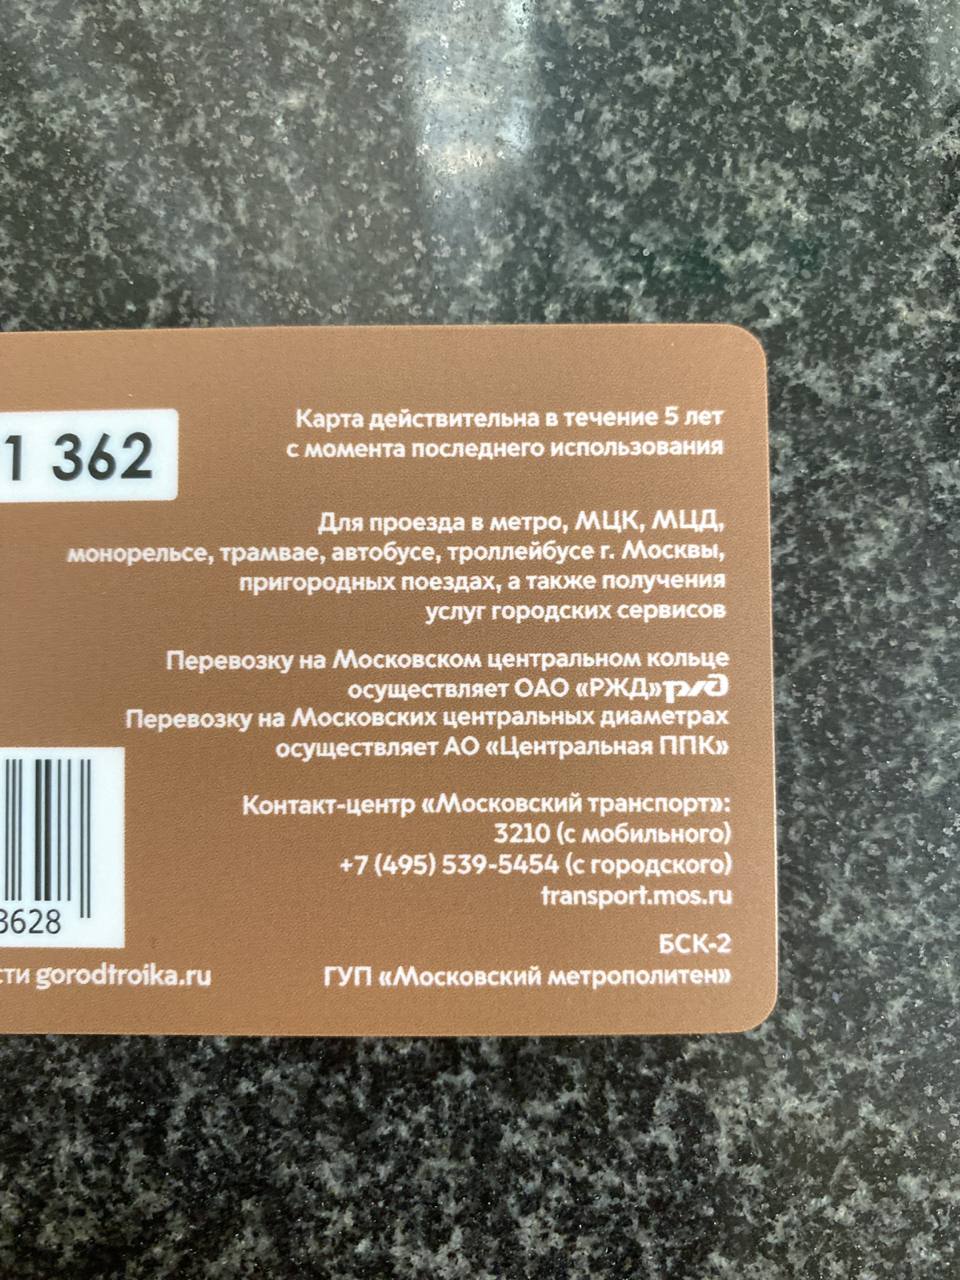 1 362
Карта действительна в течение 5 лет
с момента последнего использования
Для проезда в метро, МЦК, МЦД,
монорельсе, трамвае, автобусе, троллейбусе г. Москвы,
пригородных поездах, а также получения
услуг городских сервисов
Перевозку на Московском центральном кольце
осуществляет ОАО «РЖД» РЖД
Перевозку на Московских центральных диаметрах
осуществляет АО «Центральная ППК»
Контакт-центр «Московский транспорт»:
3210 (с мобильного)
+7 (495) 539-5454 (с городского)
transport.mos.ru
3628
БСК-2
сти gorodtroika.ru
ГУП «Московский метрополитен»